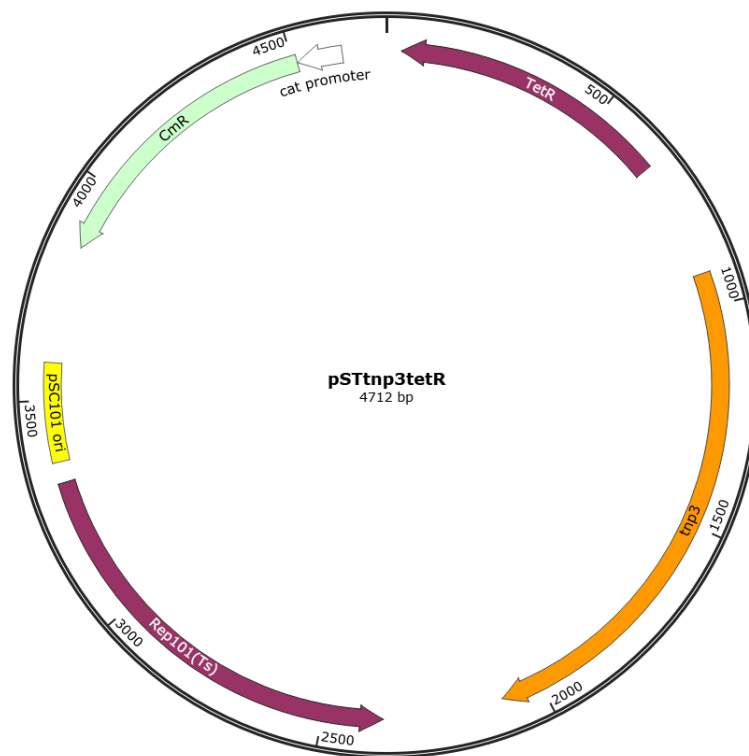 4500
cat promoter
TetR
500
CmR
4000
1000
pSTtnp3tetR
4712 bp
pSC101 ori
3500
tnp3
1500
Rep101(Ts)
3000
2000
2500